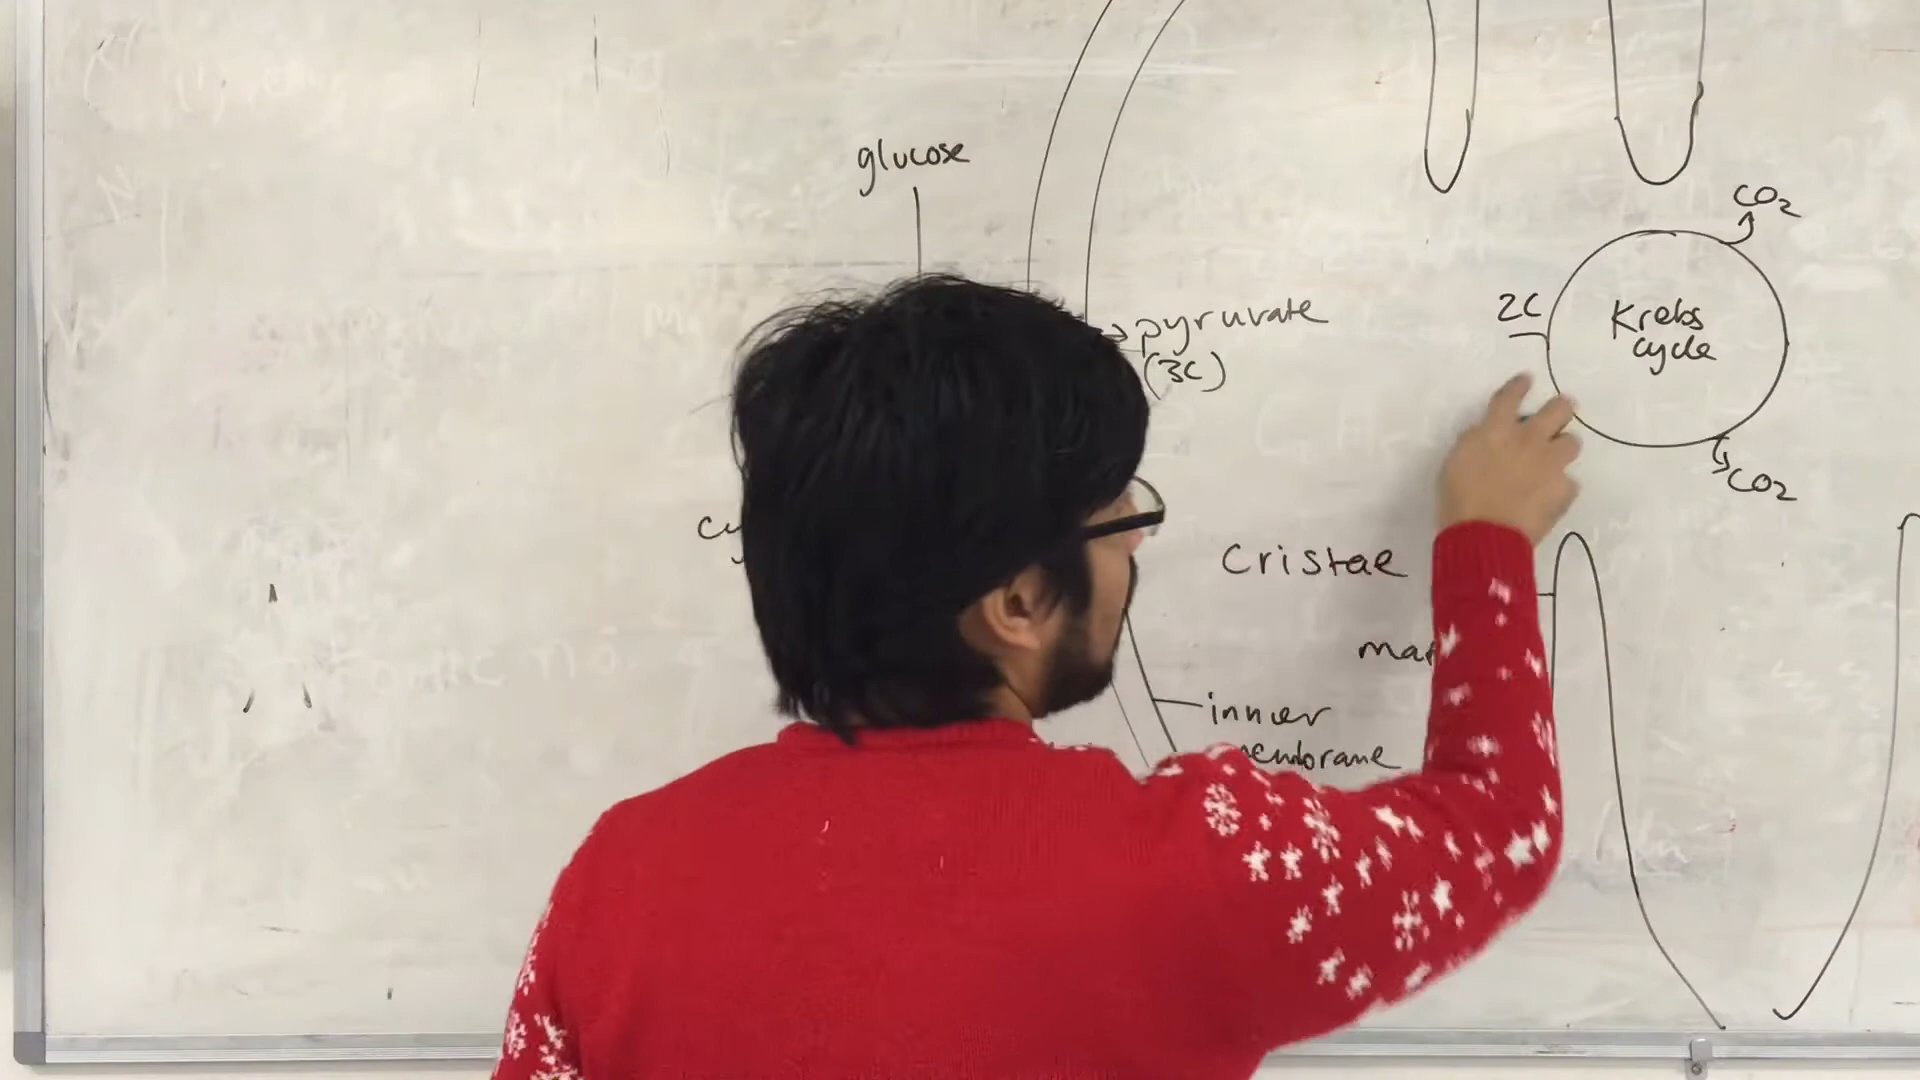 glucose
CO2
pyruvate
(3C)
2C
Krebs
cycle
CO2
cristae
inner
membrane